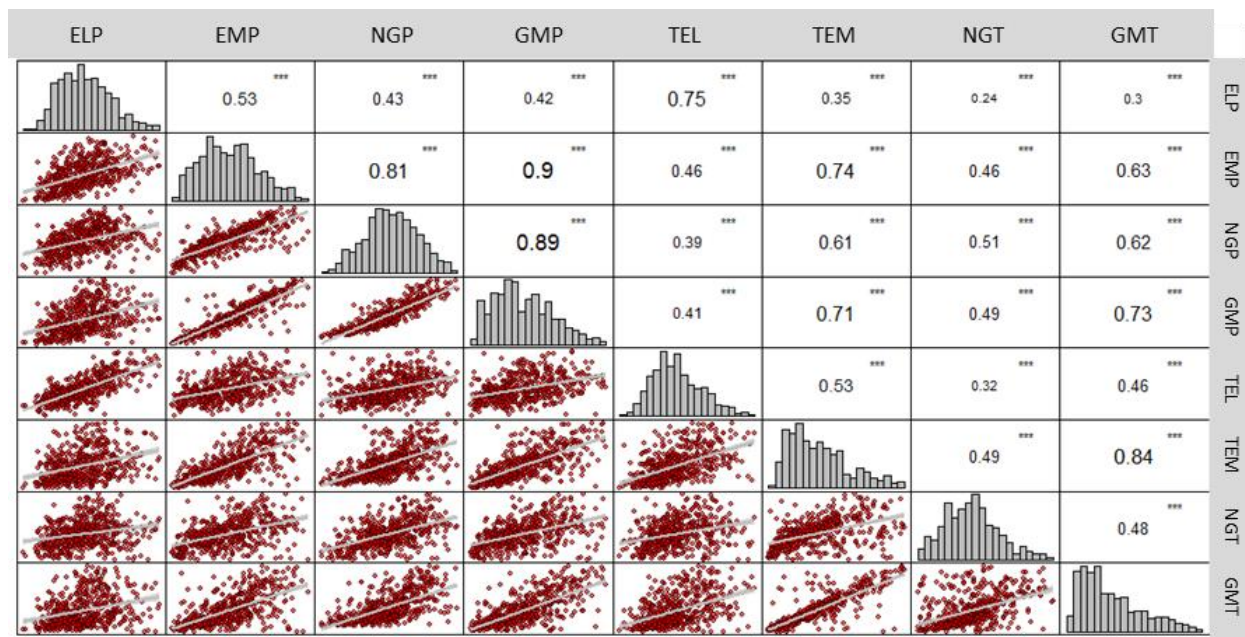 ELP EMP NGP GMP TEL TEM NGT GMT
0.53 *** 0.43 *** 0.42 *** 0.75 *** 0.35 *** 0.24 *** 0.3 *** ELP
0.81 *** 0.9 *** 0.46 *** 0.74 *** 0.46 *** 0.63 *** EMP
0.89 *** 0.39 *** 0.61 *** 0.51 *** 0.62 *** NGP
0.41 *** 0.71 *** 0.49 *** 0.73 *** GMP
0.53 *** 0.32 *** 0.46 *** TEL
0.49 *** 0.84 *** TEM
0.48 *** NGT
GMT